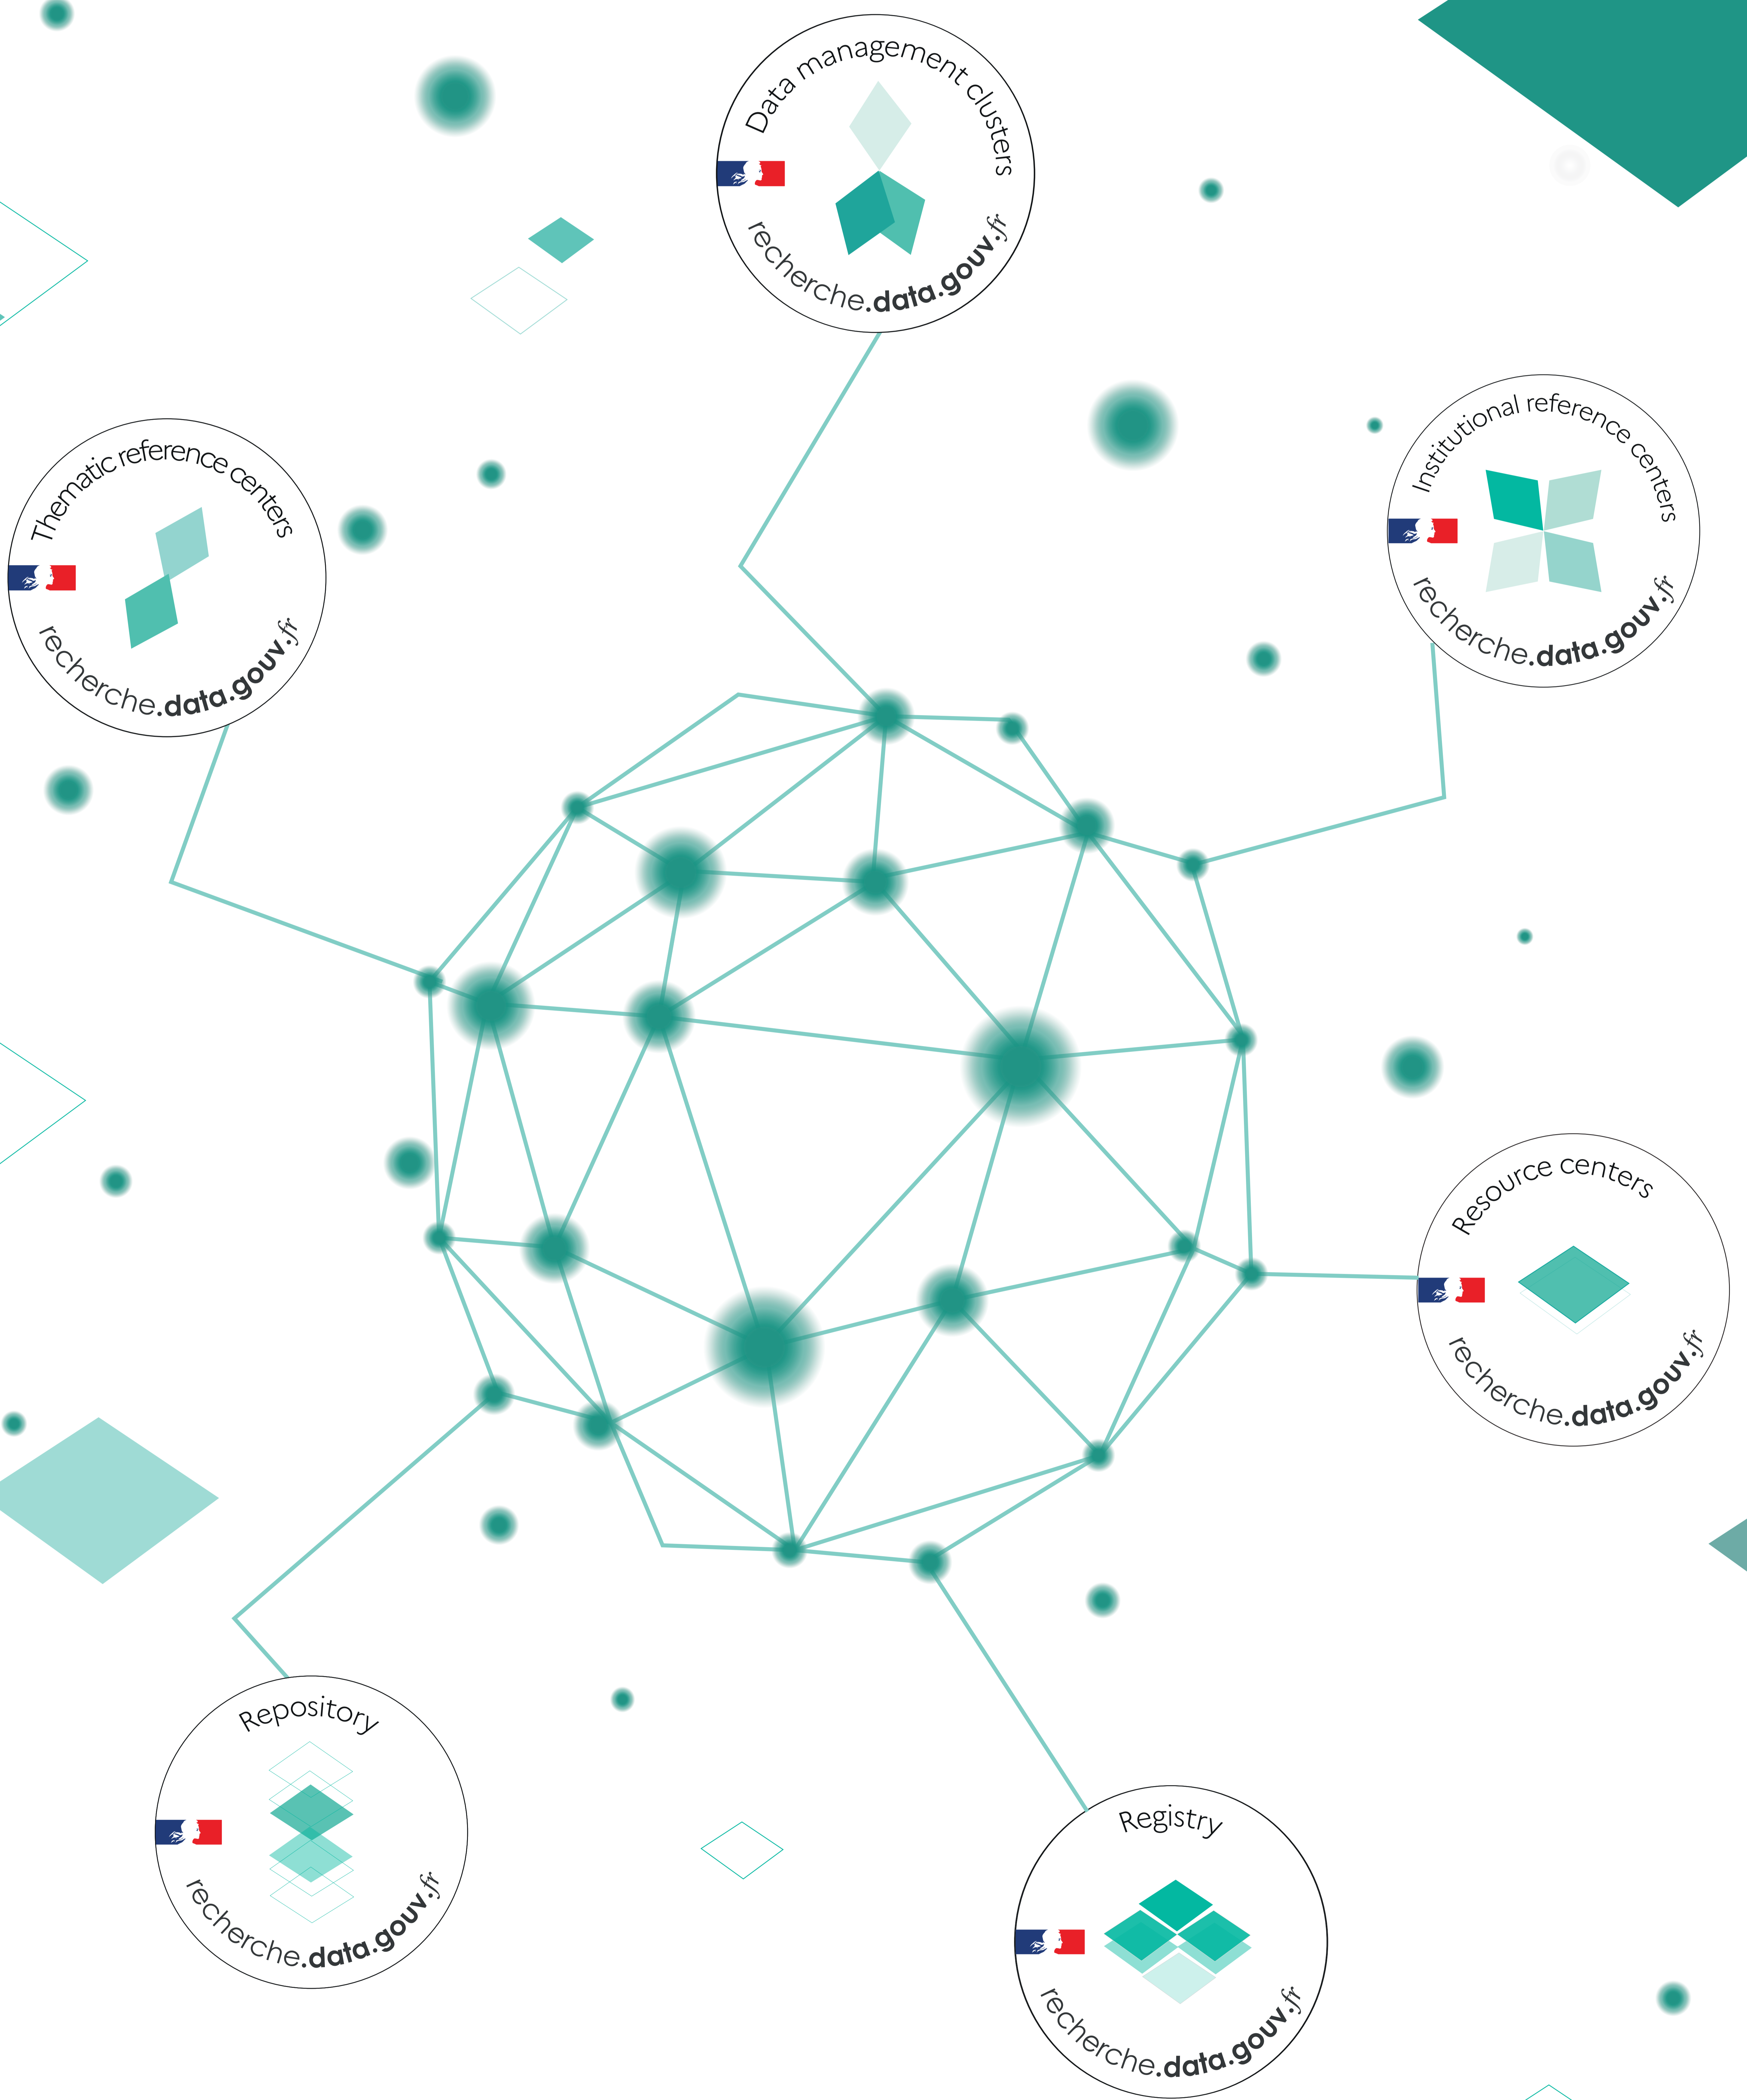 Data management clusters
recherche.data.gouv.fr
Institutional reference centers
recherche.data.gouv.fr
Thematic reference centers
recherche.data.gouv.fr
Resource centers
recherche.data.gouv.fr
Repository
recherche.data.gouv.fr
Registry
recherche.data.gouv.fr